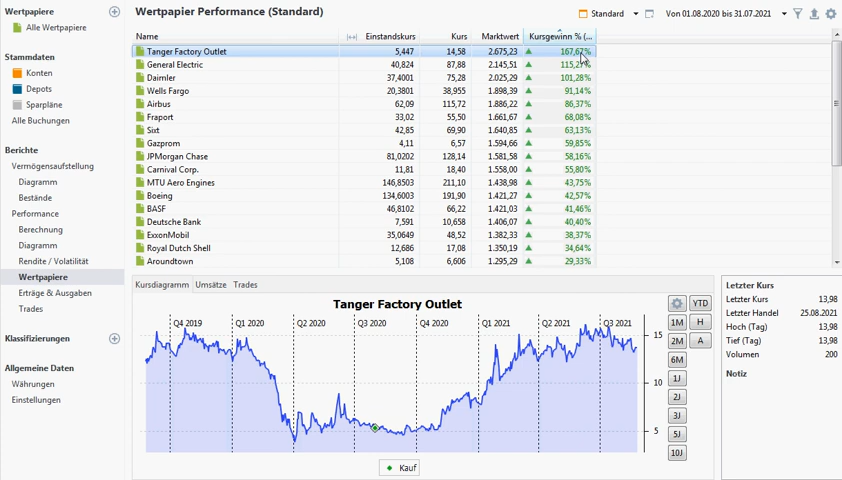 Wertpapiere
Alle Wertpapiere
Stammdaten
Konten
Depots
Sparpläne
Alle Buchungen
Berichte
Vermögensaufstellung
Diagramm
Bestände
Performance
Berechnung
Diagramm
Rendite / Volatilität
Wertpapiere
Erträge & Ausgaben
Trades
Klassifizierungen
Allgemeine Daten
Währungen
Einstellungen
Wertpapier Performance (Standard)
Standard
Von 01.08.2020 bis 31.07.2021
Name Einstandskurs Kurs Marktwert Kursgewinn % (...
Tanger Factory Outlet 5,447 14,58 2.675,23 167,67%
General Electric 40,824 87,88 2.145,51
Daimler 37,4001 75,28 2.025,29 101,28%
Wells Fargo 20,3801 38,955 1.898,39 91,14%
Airbus 62,09 115,72 1.886,22 86,37%
Fraport 33,02 55,50 1.661,67 68,08%
Sixt 42,85 69,90 1.640,85 63,13%
Gazprom 4,11 6,57 1.594,66 59,85%
JPMorgan Chase 81,0202 128,14 1.581,58 58,16%
Carnival Corp. 11,81 18,40 1.558,00 55,80%
MTU Aero Engines 146,8503 211,10 1.438,98 43,75%
Boeing 134,6003 191,90 1.421,27 42,57%
BASF 46,8102 66,22 1.421,03 41,46%
Deutsche Bank 7,591 10,658 1.406,07 40,40%
ExxonMobil 35,0649 48,52 1.382,33 38,37%
Royal Dutch Shell 12,686 17,08 1.350,19 34,64%
Aroundtown 5,108 6,606 1.295,29 29,33%
Kursdiagramm Umsätze Trades
Tanger Factory Outlet
Q4 2019 Q1 2020 Q2 2020 Q3 2020 Q4 2020 Q1 2021 Q2 2021 Q3 2021
15
10
5
Kauf
YTD
1M H
2M A
6M
1J
2J
3J
5J
10J
Letzter Kurs
Letzter Kurs 13,98
Letzter Handel 25.08.2021
Hoch (Tag) 13,98
Tief (Tag) 13,98
Volumen 200
Notiz